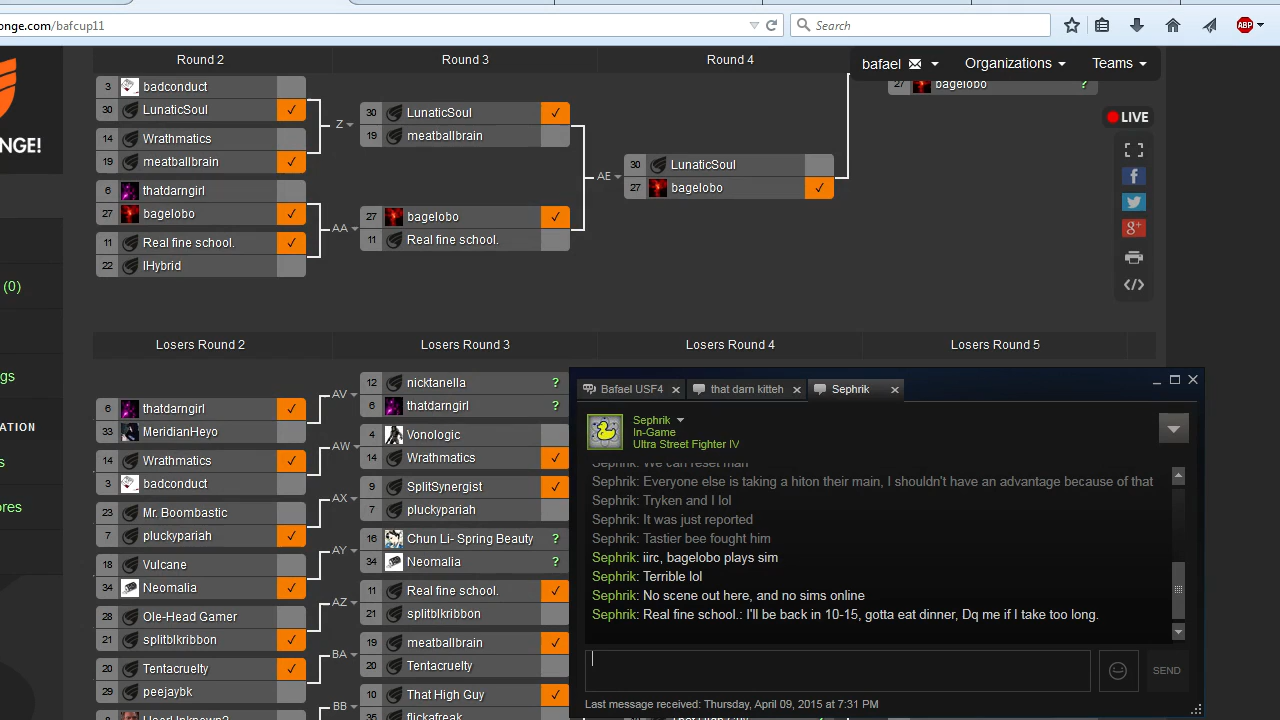 onge.com/bafcup11
Search
ABP
Round 2
Round 3
Round 4
bafael
Organizations
Teams
NGE!
LIVE
3 badconduct
30 LunaticSoul
14 Wrathmatics
19 meatballbrain
6 thatdarngirl
27 bagelobo
11 Real fine school.
22 IHybrid
Z
AA
30 LunaticSoul
19 meatballbrain
27 bagelobo
11 Real fine school.
AE
30 LunaticSoul
27 bagelobo
27 bagelobo ?
(0)
gs
ATION
s
ores
Losers Round 2
Losers Round 3
Losers Round 4
Losers Round 5
6 thatdarngirl
33 MeridianHeyo
14 Wrathmatics
3 badconduct
23 Mr. Boombastic
7 pluckypariah
18 Vulcane
34 Neomalia
28 Ole-Head Gamer
21 splitblkribbon
20 Tentacruelty
29 peejaybk
UserUnknown2
AV
AW
AX
AY
AZ
BA
BB
12 nicktanella ?
6 thatdarngirl ?
4 Vonologic
14 Wrathmatics
9 SplitSynergist
7 pluckypariah
16 Chun Li- Spring Beauty ?
34 Neomalia ?
11 Real fine school.
21 splitblkribbon
19 meatballbrain
20 Tentacruelty
10 That High Guy
35 flickafreak
Bafael USF4
that darn kitteh
Sephrik
Sephrik
In-Game
Ultra Street Fighter IV
Sephrik: We can reset man
Sephrik: Everyone else is taking a hiton their main, I shouldn't have an advantage because of that
Sephrik: Tryken and I lol
Sephrik: It was just reported
Sephrik: Tastier bee fought him
Sephrik: iirc, bagelobo plays sim
Sephrik: Terrible lol
Sephrik: No scene out here, and no sims online
Sephrik: Real fine school.: I'll be back in 10-15, gotta eat dinner, Dq me if I take too long.
SEND
Last message received: Thursday, April 09, 2015 at 7:31 PM